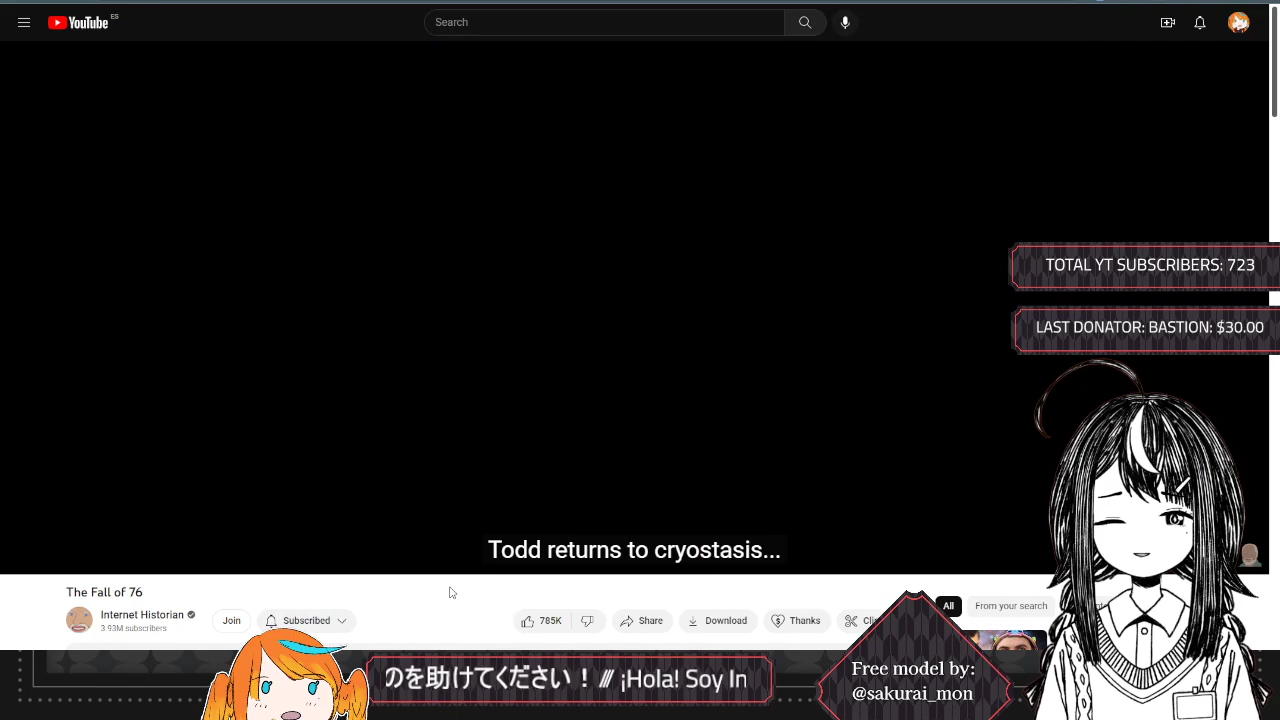 YouTube ES
Search
TOTAL YT SUBSCRIBERS: 723
LAST DONATOR: BASTION: $30.00
Todd returns to cryostasis...
The Fall of 76
Internet Historian
3.93M subscribers
Join
Subscribed
785K
Share
Download
Thanks
All
From your search
のを助けてください！ /// ¡Hola! Soy In
Free model by:
@sakurai_mon